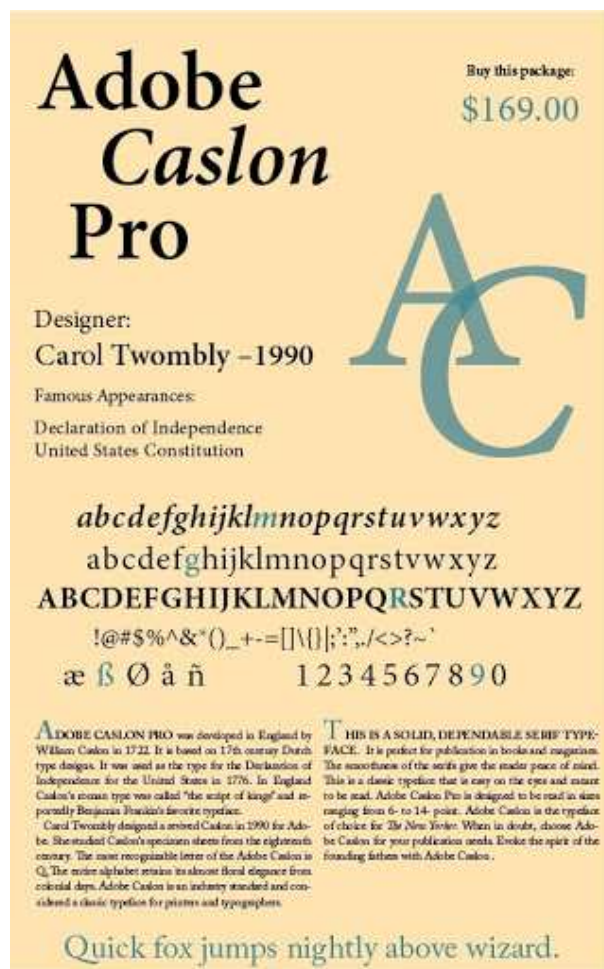 Adobe
Caslon
Pro
Buy this package:
$169.00
AC
Designer:
Carol Twombly –1990
Famous Appearances:
Declaration of Independence
United States Constitution
abcdefghijklmnopqrstuvwxyz
abcdefghijklmnopqrstvwxyz
ABCDEFGHIJKLMNOPQRSTUVWXYZ
!@#$%^&*()_+-=[]\{}|;':",./<>?~`
æ ß Ø å ñ 1234567890
ADOBE CASLON PRO was developed in England by
William Caslon in 1722. It is based on 17th century Dutch
type designs. It was used as the type for the Declaration of
Independence for the United States in 1776. In England
Caslon's roman type was called "the script of kings" and re-
portedly Benjamin Franklin's favorite typeface.
Carol Twombly designed a revived Caslon in 1990 for Ado-
be. She studied Caslon's specimen sheets from the eighteenth
century. The most recognizable letter of the Adobe Caslon is
Q. The entire alphabet retains its almost floral elegance from
colonial days. Adobe Caslon is an industry standard and con-
sidered a classic typeface for printers and typographers.
THIS IS A SOLID, DEPENDABLE SERIF TYPE-
FACE. It is perfect for publication in books and magazines.
The smoothness of the serifs give the reader peace of mind.
This is a classic typeface that is easy on the eyes and meant
to be read. Adobe Caslon Pro is designed to be read in sizes
ranging from 6- to 14- point. Adobe Caslon is the typeface
of choice for The New Yorker. When in doubt, choose Ado-
be Caslon for your publication needs. Evoke the spirit of the
founding fathers with Adobe Caslon .
Quick fox jumps nightly above wizard.